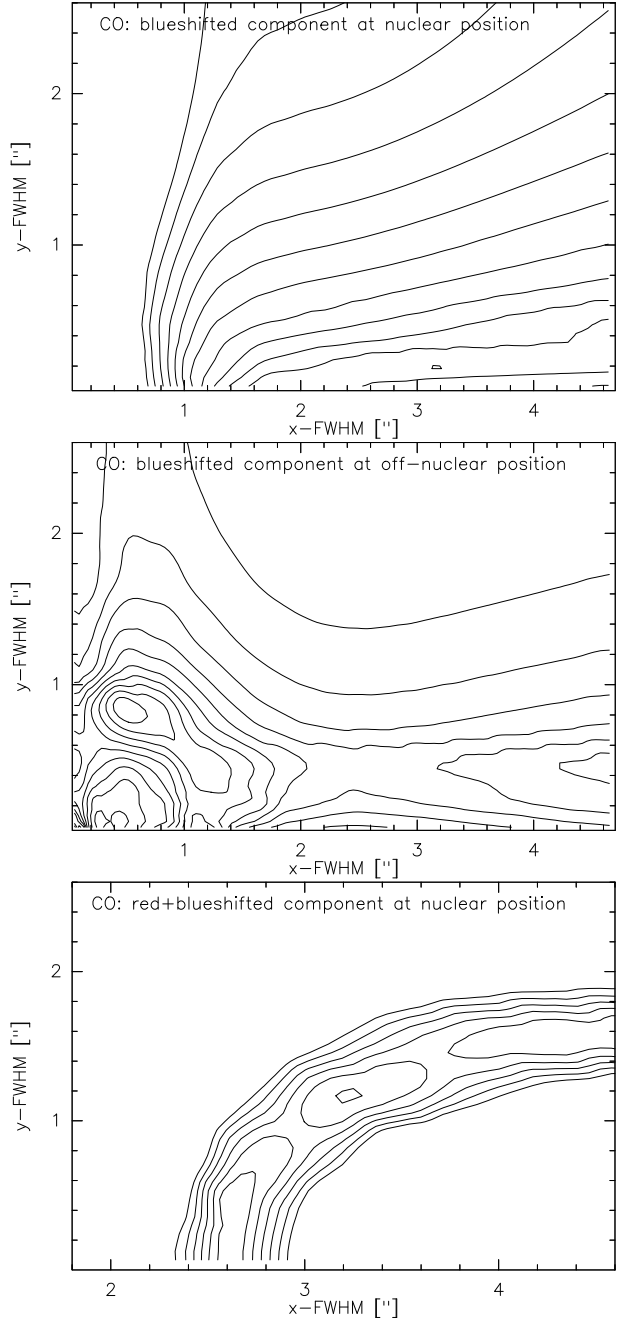 CO: blueshifted component at nuclear position
2
1
y-FWHM ["]
1 2 3 4
x-FWHM ["]
CO: blueshifted component at off-nuclear position
2
1
y-FWHM ["]
1 2 3 4
x-FWHM ["]
CO: red+blueshifted component at nuclear position
2
1
y-FWHM ["]
2 3 4
x-FWHM ["]